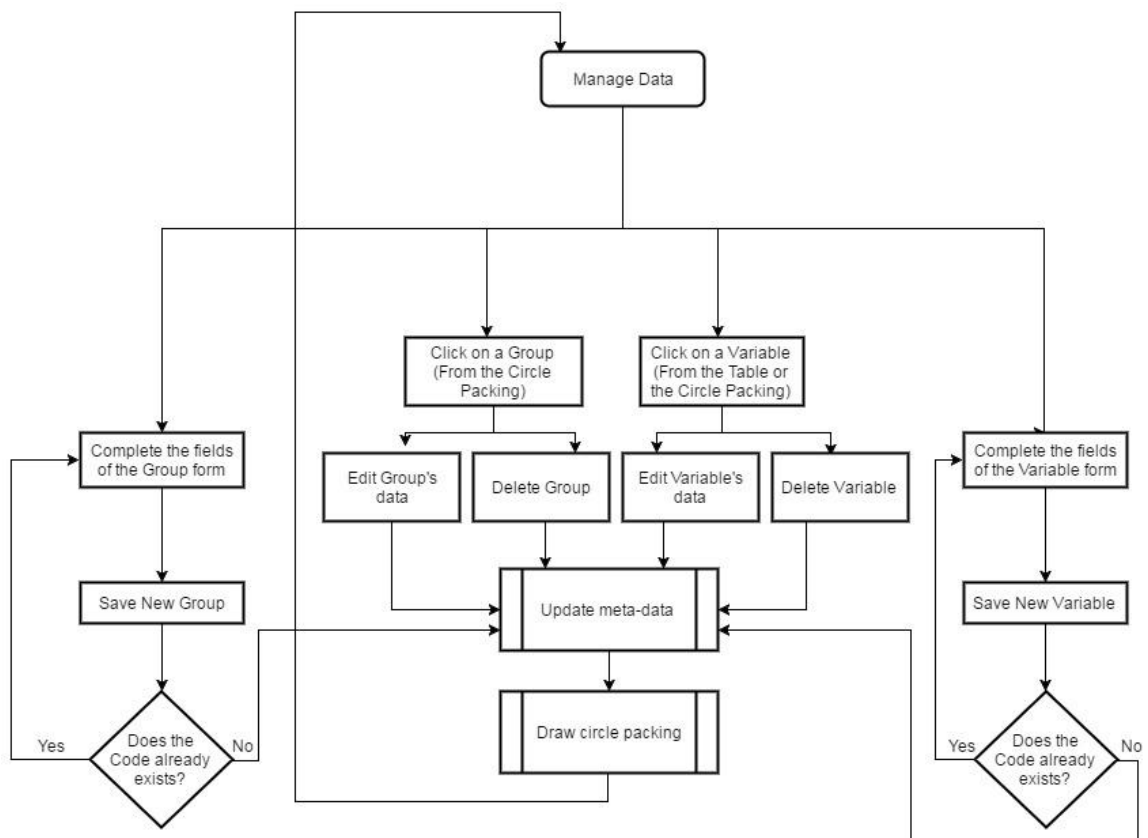 Manage Data
Click on a Group
(From the Circle
Packing)
Click on a Variable
(From the Table or
the Circle Packing)
Complete the fields
of the Group form
Edit Group's
data
Delete Group
Edit Variable's
data
Delete Variable
Complete the fields
of the Variable form
Save New Group
Update meta-data
Save New Variable
Yes
Does the
Code already
exists?
No
Draw circle packing
Yes
Does the
Code already
exists?
No